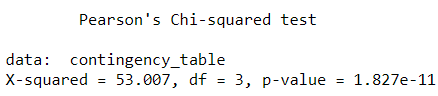 Pearson's Chi-squared test
data:  contingency_table
X-squared = 53.007, df = 3, p-value = 1.827e-11